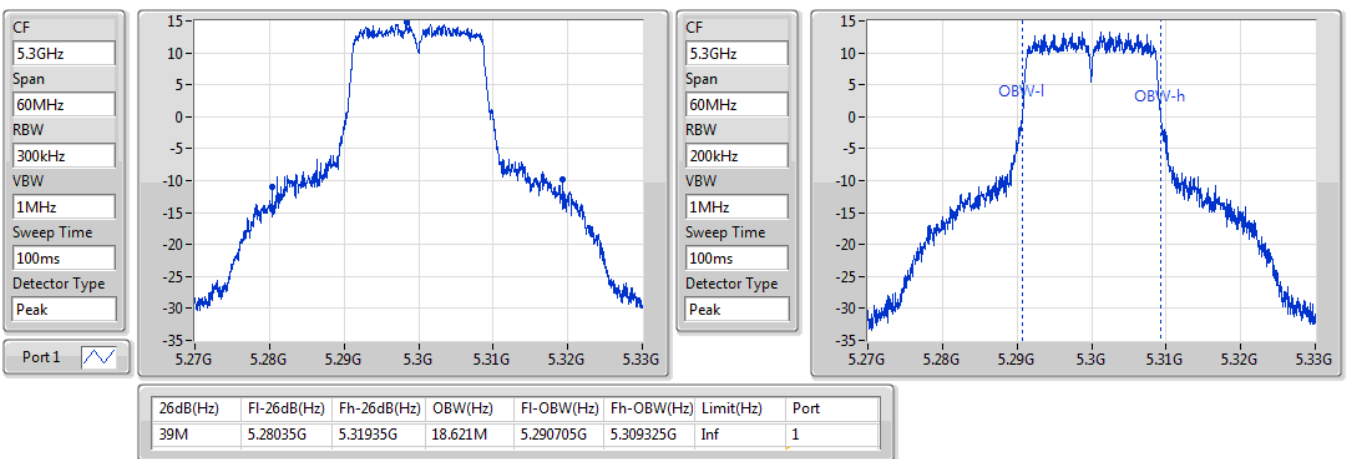 CF
5.3GHz
Span
60MHz
RBW
300kHz
VBW
1MHz
Sweep Time
100ms
Detector Type
Peak
Port 1
15
10
5
0
-5
-10
-15
-20
-25
-30
-35
5.27G 5.28G 5.29G 5.3G 5.31G 5.32G 5.33G
CF
5.3GHz
Span
60MHz
RBW
200kHz
VBW
1MHz
Sweep Time
100ms
Detector Type
Peak
15
10
5
0
-5
-10
-15
-20
-25
-30
-35
OBW-l
OBW-h
5.27G 5.28G 5.29G 5.3G 5.31G 5.32G 5.33G
26dB(Hz) Fl-26dB(Hz) Fh-26dB(Hz) OBW(Hz) Fl-OBW(Hz) Fh-OBW(Hz) Limit(Hz) Port
39M 5.28035G 5.31935G 18.621M 5.290705G 5.309325G Inf 1